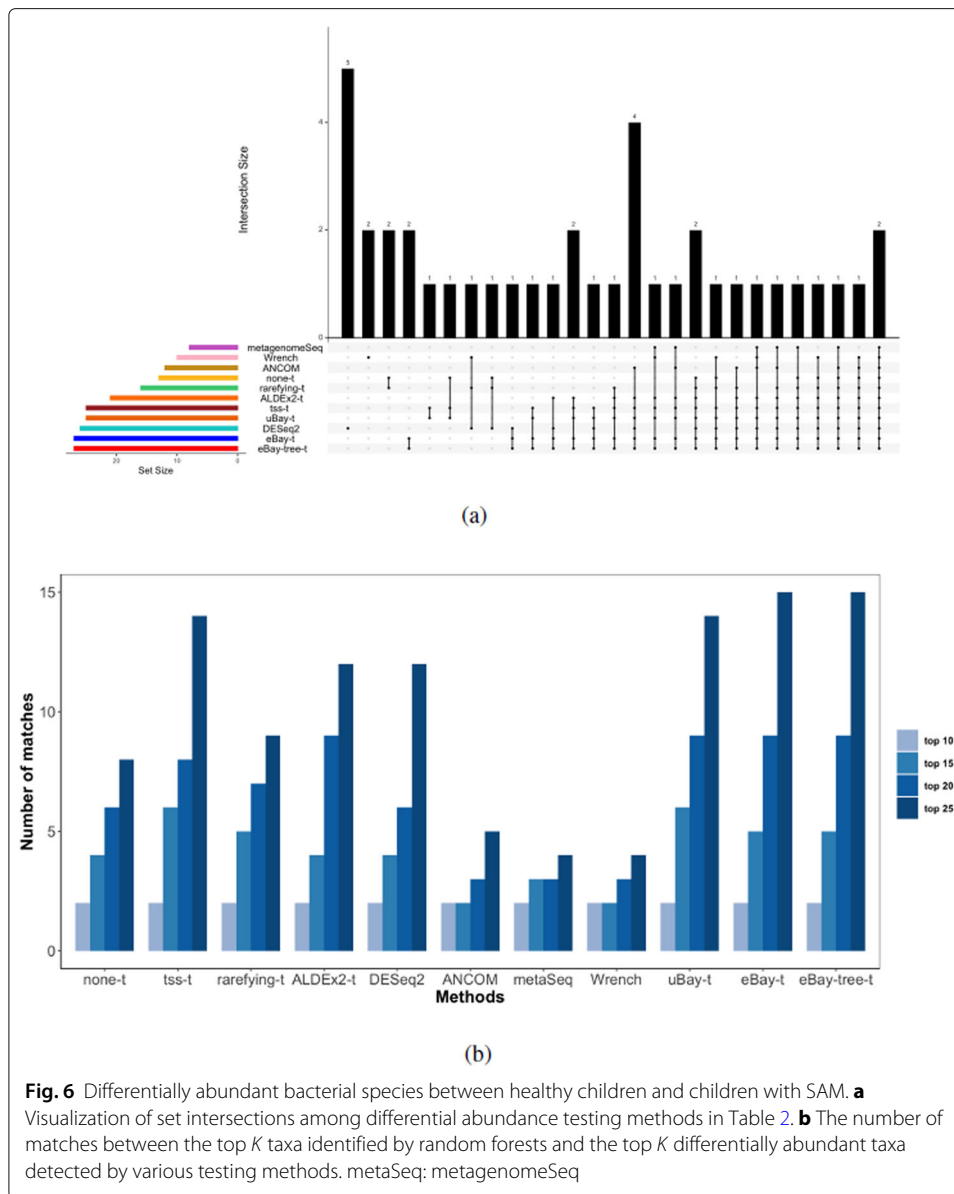 5
2 2 2 1 1 1 1 1 1 1 2 1 1 4 1 1 2 1 1 1 1 1 1 1 1 2
Intersection Size
4
2
0
metagenomeSeq
Wrench
ANCOM
none-t
rarefying-t
ALDEx2-t
tss-t
uBay-t
DESeq2
eBay-t
eBay-tree-t
20 10 0
Set Size
(a)
Number of matches
15
10
5
0
none-t tss-t rarefying-t ALDEx2-t DESeq2 ANCOM metaSeq Wrench uBay-t eBay-t eBay-tree-t
Methods
top 10
top 15
top 20
top 25
(b)
Fig. 6 Differentially abundant bacterial species between healthy children and children with SAM. a
Visualization of set intersections among differential abundance testing methods in Table 2. b The number of
matches between the top K taxa identified by random forests and the top K differentially abundant taxa
detected by various testing methods. metaSeq: metagenomeSeq